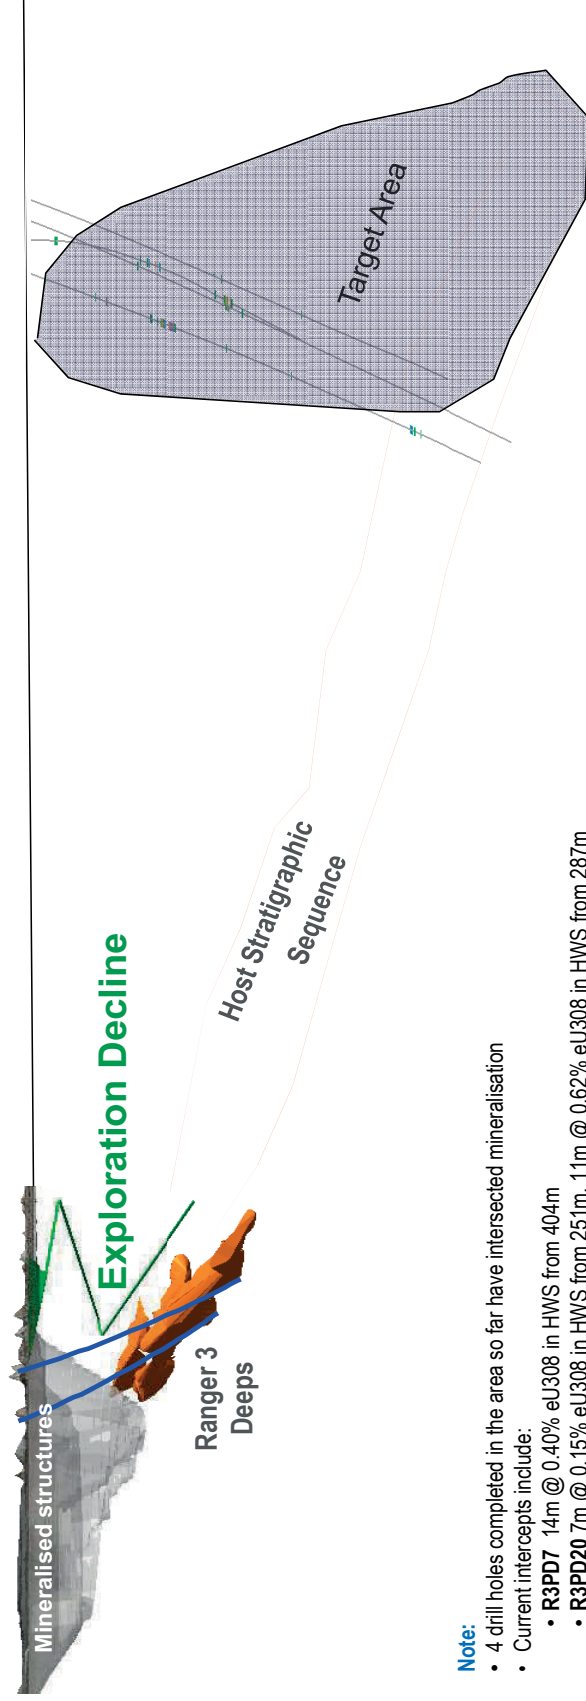 Mineralised structures
Exploration Decline
Ranger 3
Deeps
Host Stratigraphic
Sequence
Target Area
Note:
• 4 drill holes completed in the area so far have intersected mineralisation
• Current intercepts include:
• R3PD7 14m @ 0.40% eU308 in HWS from 404m
• R3PD20 7m @ 0.15% eU308 in HWS from 251m, 11m @ 0.62% eU308 in HWS from 287m